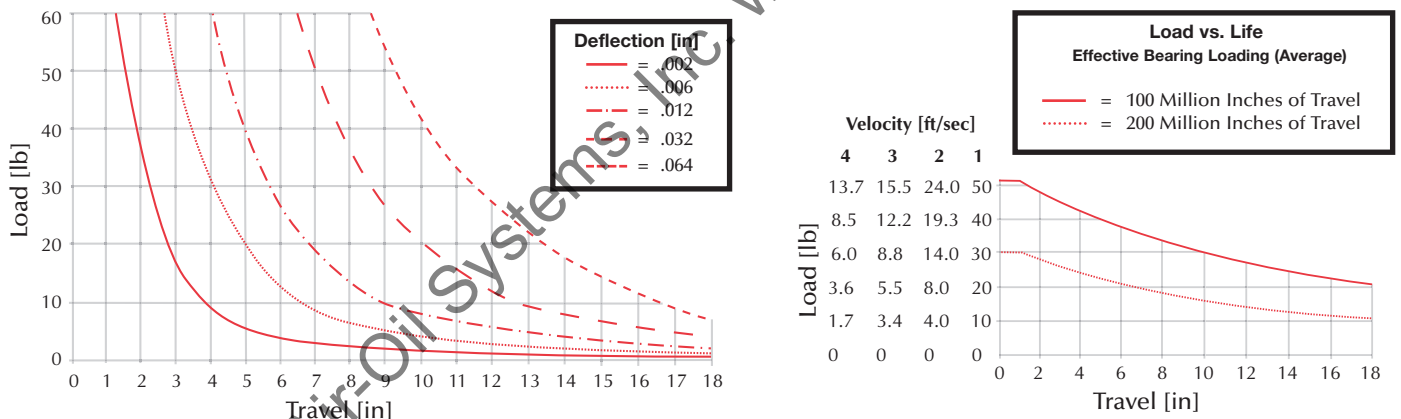 60
50
40
30
20
10
0
Load [lb]
0 1 2 3 4 5 6 7 8 9 10 11 12 13 14 15 16 17 18
Travel [in]
Deflection [in]
= .002
= .006
= .012
= .032
= .064
ir-Oil Systems, Inc.
Load vs. Life
Effective Bearing Loading (Average)
= 100 Million Inches of Travel
= 200 Million Inches of Travel
Velocity [ft/sec]
4 3 2 1
13.7 15.5 24.0 50
8.5 12.2 19.3 40
6.0 8.8 14.0 30
3.6 5.5 8.0 20
1.7 3.4 4.0 10
0 0 0 0
Load [lb]
0 2 4 6 8 10 12 14 16 18
Travel [in]